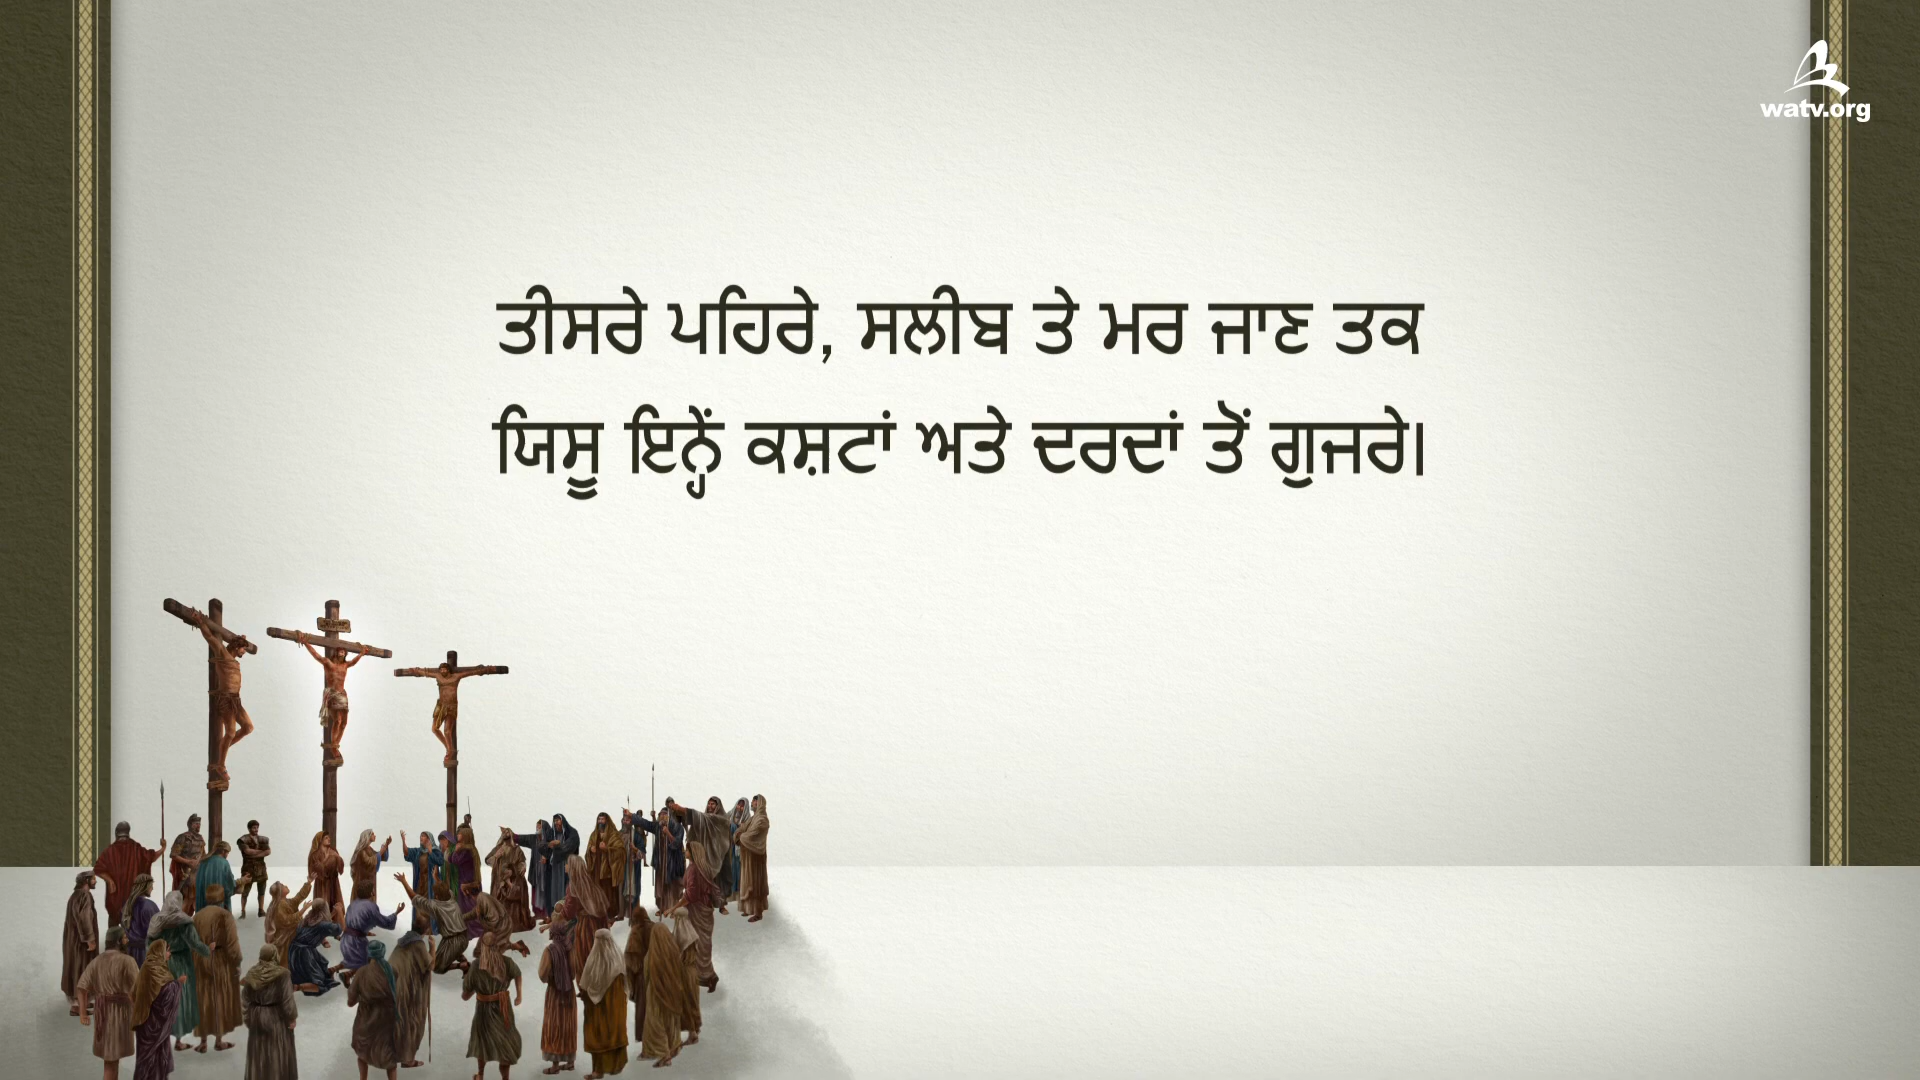 watv.org
ਤੀਸਰੇ ਪਹਿਰੇ, ਸਲੀਬ ਤੇ ਮਰ ਜਾਣ ਤਕ
ਯਿਸੂ ਇਨ੍ਹੇਂ ਕਸ਼ਟਾਂ ਅਤੇ ਦਰਦਾਂ ਤੋਂ ਗੁਜਰੇ।